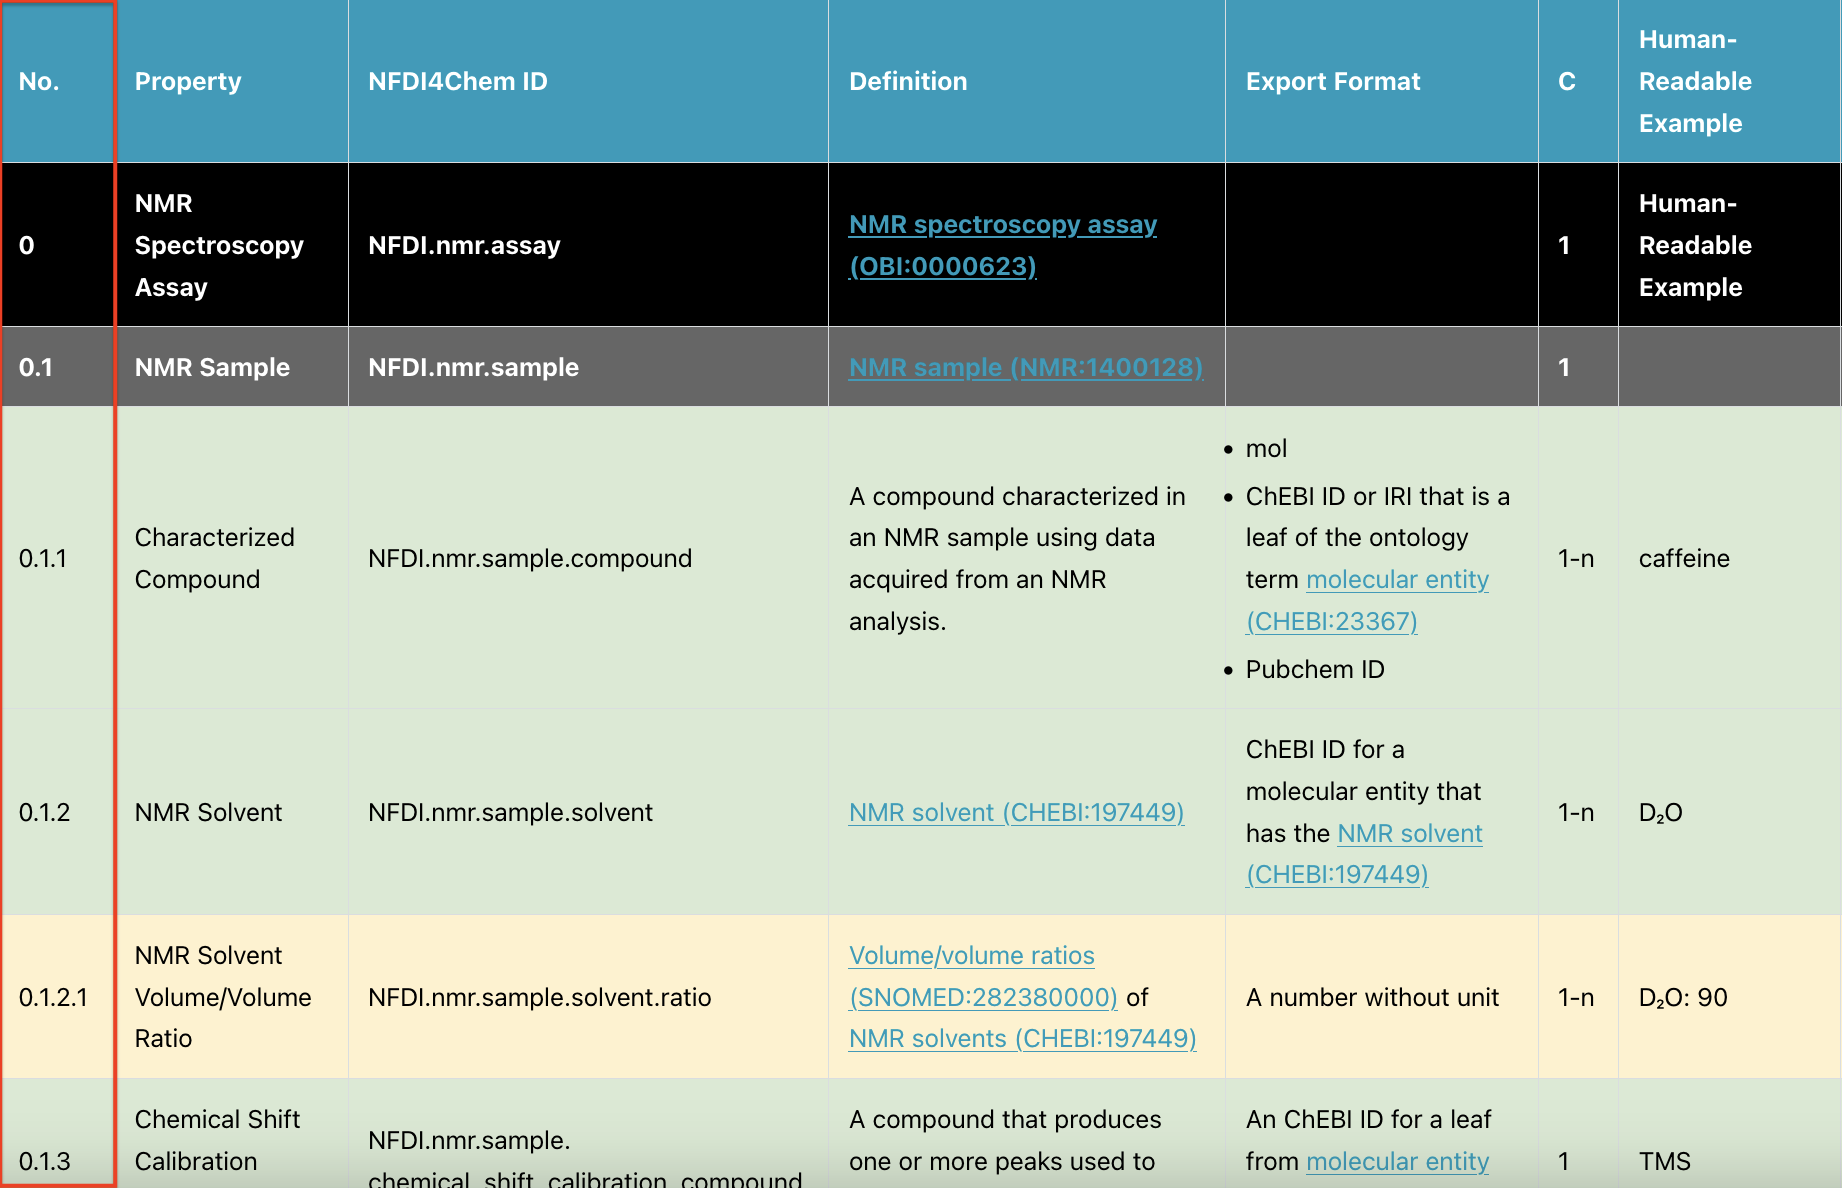 No.
Property
NFDI4Chem ID
Definition
Export Format
C
Human-
Readable
Example
0
NMR
Spectroscopy
Assay
NFDI.nmr.assay
NMR spectroscopy assay
(OBI:0000623)
1
Human-
Readable
Example
0.1
NMR Sample
NFDI.nmr.sample
NMR sample (NMR:1400128)
1
0.1.1
Characterized
Compound
NFDI.nmr.sample.compound
A compound characterized in
an NMR sample using data
acquired from an NMR
analysis.
• mol
• ChEBI ID or IRI that is a
leaf of the ontology
term molecular entity
(CHEBI:23367)
• Pubchem ID
1-n
caffeine
0.1.2
NMR Solvent
NFDI.nmr.sample.solvent
NMR solvent (CHEBI:197449)
ChEBI ID for a
molecular entity that
has the NMR solvent
(CHEBI:197449)
1-n
D₂O
0.1.2.1
NMR Solvent
Volume/Volume
Ratio
NFDI.nmr.sample.solvent.ratio
Volume/volume ratios
(SNOMED:282380000) of
NMR solvents (CHEBI:197449)
A number without unit
1-n
D₂O: 90
0.1.3
Chemical Shift
Calibration
NFDI.nmr.sample.
chemical_shift_calibration_compound
A compound that produces
one or more peaks used to
An ChEBI ID for a leaf
from molecular entity
1
TMS